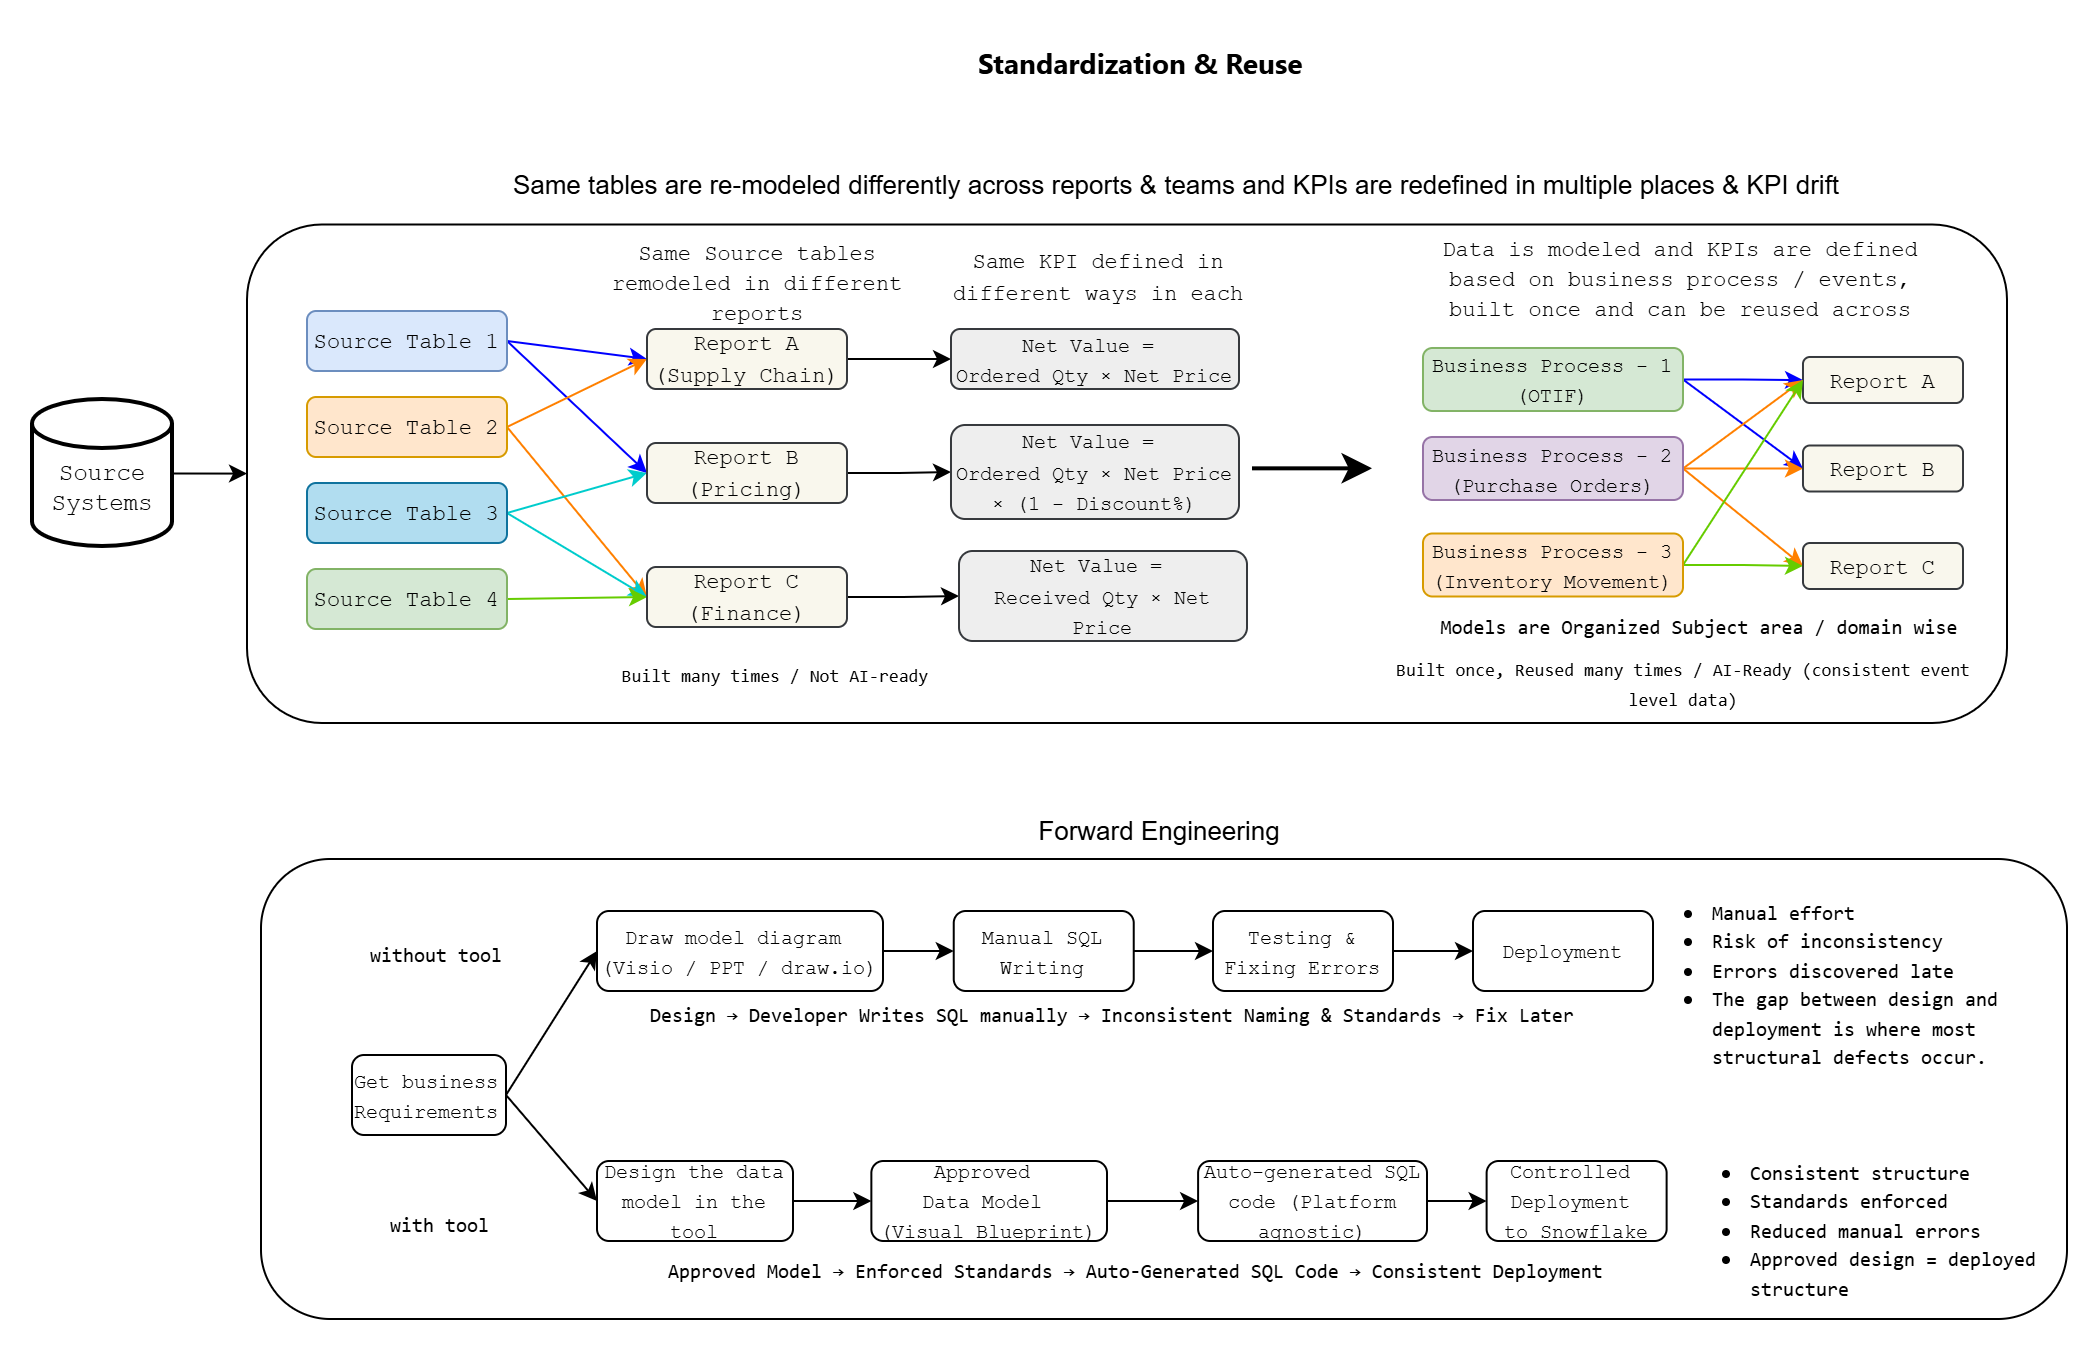 Standardization & Reuse
Same tables are re-modeled differently across reports & teams and KPIs are redefined in multiple places & KPI drift
Source
Systems
Source Table 1
Source Table 2
Source Table 3
Source Table 4
Same Source tables
remodeled in different
reports
Report A
(Supply Chain)
Report B
(Pricing)
Report C
(Finance)
Built many times / Not AI-ready
Same KPI defined in
different ways in each
Net Value =
Ordered Qty × Net Price
Net Value =
Ordered Qty × Net Price
× (1 – Discount%)
Net Value =
Received Qty × Net
Price
Data is modeled and KPIs are defined
based on business process / events,
built once and can be reused across
Business Process - 1
(OTIF)
Business Process - 2
(Purchase Orders)
Business Process - 3
(Inventory Movement)
Report A
Report B
Report C
Models are Organized Subject area / domain wise
Built once, Reused many times / AI-Ready (consistent event
level data)
Forward Engineering
without tool
Draw model diagram
(Visio / PPT / draw.io)
Manual SQL
Writing
Testing &
Fixing Errors
Deployment
Design → Developer Writes SQL manually → Inconsistent Naming & Standards → Fix Later
• Manual effort
• Risk of inconsistency
• Errors discovered late
• The gap between design and
deployment is where most
structural defects occur.
Get business
Requirements
with tool
Design the data
model in the
tool
Approved
Data Model
(Visual Blueprint)
Auto-generated SQL
code (Platform
agnostic)
Controlled
Deployment
to Snowflake
Approved Model → Enforced Standards → Auto-Generated SQL Code → Consistent Deployment
• Consistent structure
• Standards enforced
• Reduced manual errors
• Approved design = deployed
structure